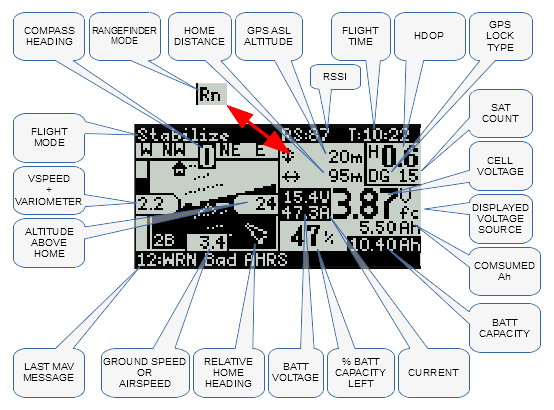 COMPASS
HEADING
RANGEFINDER
MODE
HOME
DISTANCE
GPS ASL
ALTITUDE
FLIGHT
TIME
HDOP
GPS
LOCK
TYPE
RSSI
Rn
SAT
COUNT
FLIGHT
MODE
Stabilize RS:87 T:10:22
W NW NE E
20m
H0.6
95m
DG 15
CELL
VOLTAGE
VSPEED
+
VARIOMETER
2.2
24
15.4V
47.3A
3.87V
fc
DISPLAYED
VOLTAGE
SOURCE
ALTITUDE
ABOVE
HOME
2B
3.4
47%
5.50Ah
10.40Ah
COMSUMED
Ah
12:WRN Bad AHRS
BATT
CAPACITY
LAST MAV
MESSAGE
GROUND SPEED
OR
AIRSPEED
RELATIVE
HOME
HEADING
BATT
VOLTAGE
% BATT
CAPACITY
LEFT
CURRENT